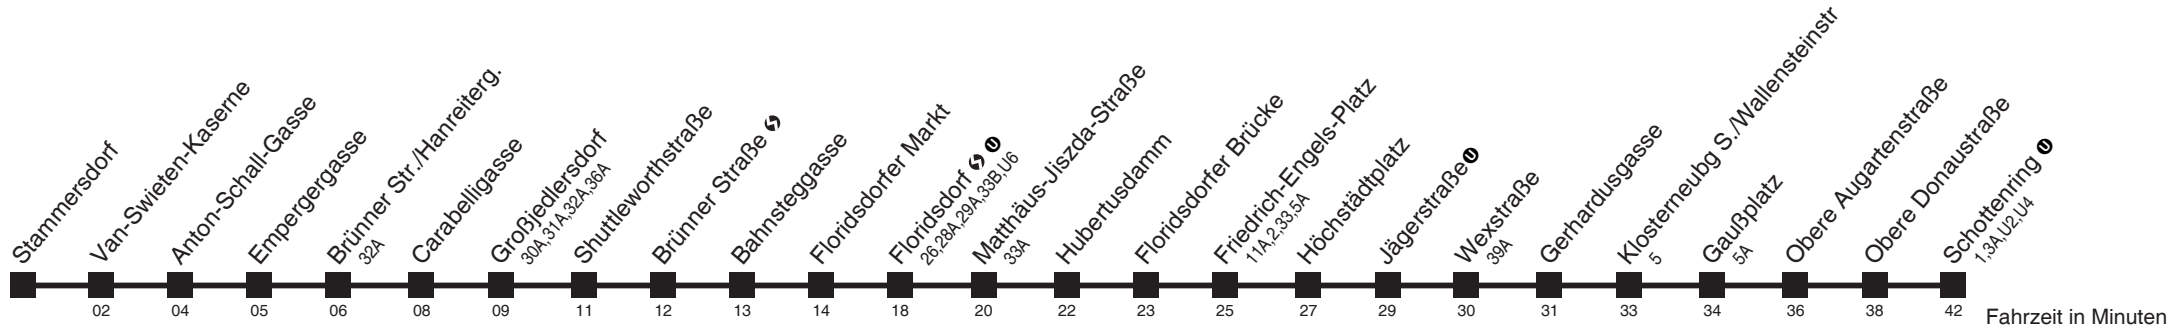 Stammersdorf
Van-Swieten-Kaserne
Anton-Schall-Gasse
Empergergasse
Brünner Str./Hanreiterg.
32A
Carabelligasse
Großjedlersdorf
30A,31A,32A,36A
Shuttleworthstraße
Brünner Straße S
Bahnsteggasse
Floridsdorfer Markt
Floridsdorf S U
26,28A,29A,33B,U6
Matthäus-Jiszda-Straße
33A
Hubertusdamm
Floridsdorfer Brücke
Friedrich-Engels-Platz
11A,2,33,5A
Höchstädtplatz
Jägerstraße U
Wexstraße
39A
Gerhardusgasse
Klosterneubg S./Wallensteinstr
5
Gaußplatz
5A
Obere Augartenstraße
Obere Donaustraße
Schottenring U
1,3A,U2,U4
02 04 05 06 08 09 11 12 13 14 18 20 22 23 25 27 29 30 31 33 34 36 38 42 Fahrzeit in Minuten